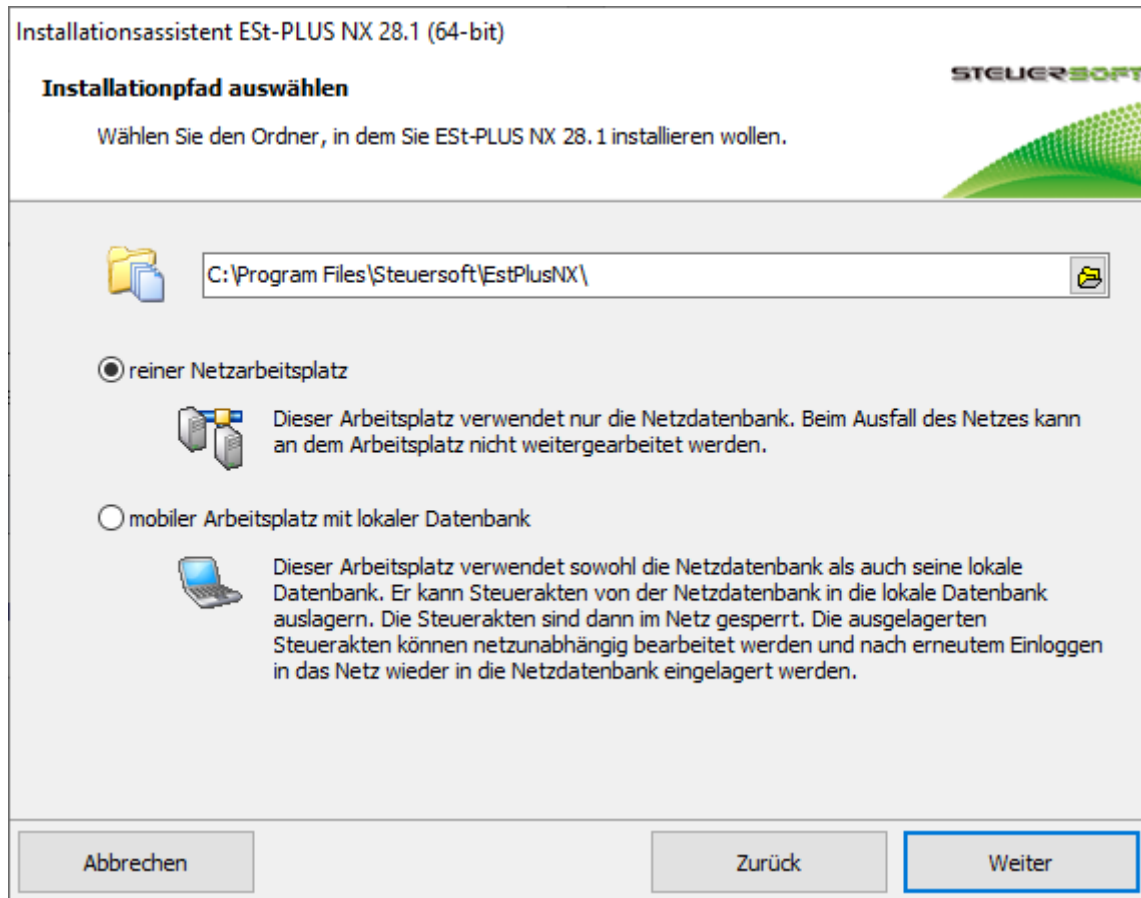 Installationsassistent ESt-PLUS NX 28.1 (64-bit)
STEUERSOFT
Installationpfad auswählen
Wählen Sie den Ordner, in dem Sie ESt-PLUS NX 28.1 installieren wollen.
C:\Program Files\Steuersoft\EstPlusNX\
reiner Netzarbeitsplatz
Dieser Arbeitsplatz verwendet nur die Netzdatenbank. Beim Ausfall des Netzes kann
an dem Arbeitsplatz nicht weitergearbeitet werden.
mobiler Arbeitsplatz mit lokaler Datenbank
Dieser Arbeitsplatz verwendet sowohl die Netzdatenbank als auch seine lokale
Datenbank. Er kann Steuerakten von der Netzdatenbank in die lokale Datenbank
auslagern. Die Steuerakten sind dann im Netz gesperrt. Die ausgelagerten
Steuerakten können netzunabhängig bearbeitet werden und nach erneutem Einloggen
in das Netz wieder in die Netzdatenbank eingelagert werden.
Abbrechen
Zurück
Weiter